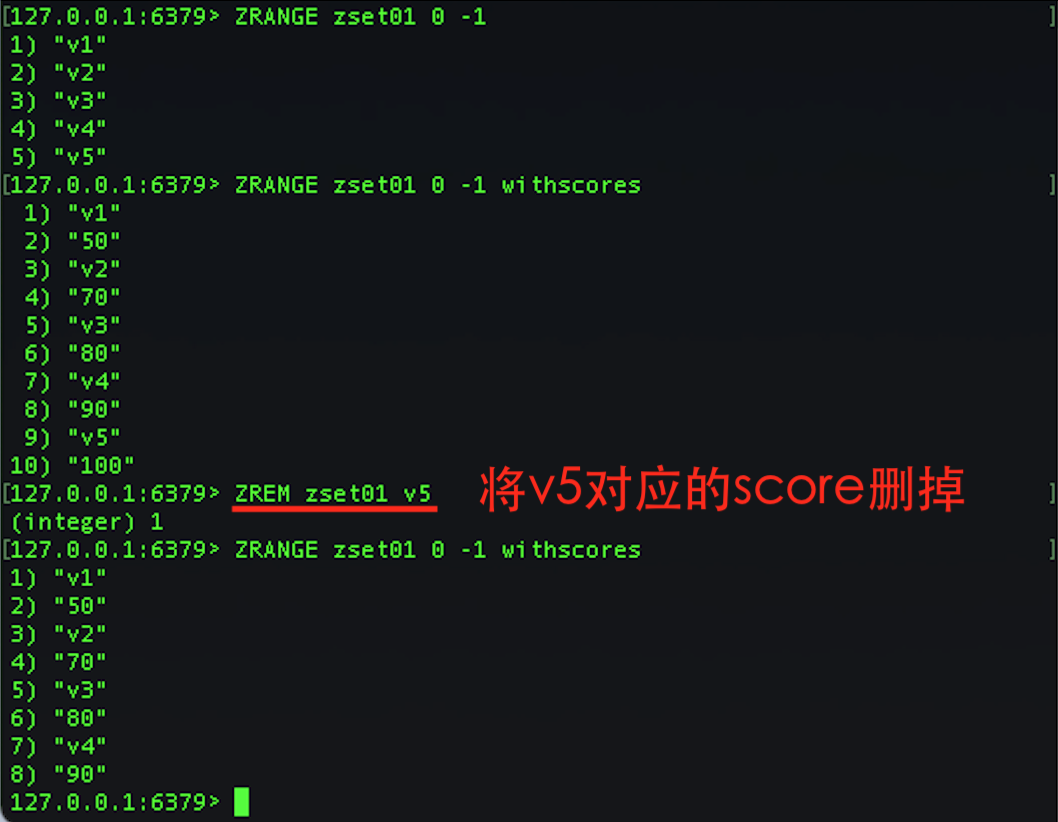 [127.0.0.1:6379> ZRANGE zset01 0 -1 ]
1) "v1"
2) "v2"
3) "v3"
4) "v4"
5) "v5"
[127.0.0.1:6379> ZRANGE zset01 0 -1 withscores ]
 1) "v1"
 2) "50"
 3) "v2"
 4) "70"
 5) "v3"
 6) "80"
 7) "v4"
 8) "90"
 9) "v5"
10) "100"
[127.0.0.1:6379> ZREM zset01 v5 将v5对应的score删掉 ]
(integer) 1
[127.0.0.1:6379> ZRANGE zset01 0 -1 withscores ]
1) "v1"
2) "50"
3) "v2"
4) "70"
5) "v3"
6) "80"
7) "v4"
8) "90"
127.0.0.1:6379>